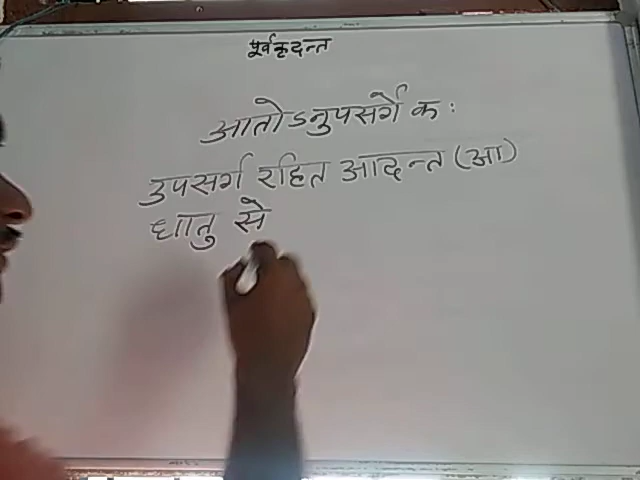 पूर्वकृदन्त
आतोऽनुपसर्गे कः
उपसर्ग रहित आदन्त (आ)
धातु से